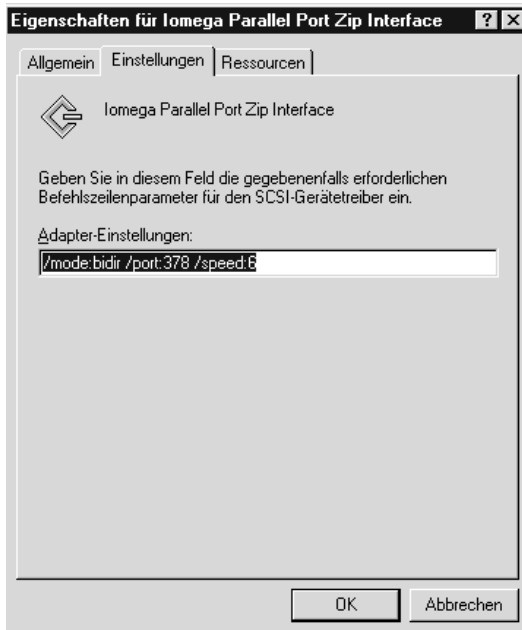 Eigenschaften für Iomega Parallel Port Zip Interface
Allgemein Einstellungen Ressourcen
Iomega Parallel Port Zip Interface
Geben Sie in diesem Feld die gegebenenfalls erforderlichen
Befehlszeilenparameter für den SCSI-Gerätetreiber ein.
Adapter-Einstellungen:
/mode:bidir /port:378 /speed:6
OK Abbrechen